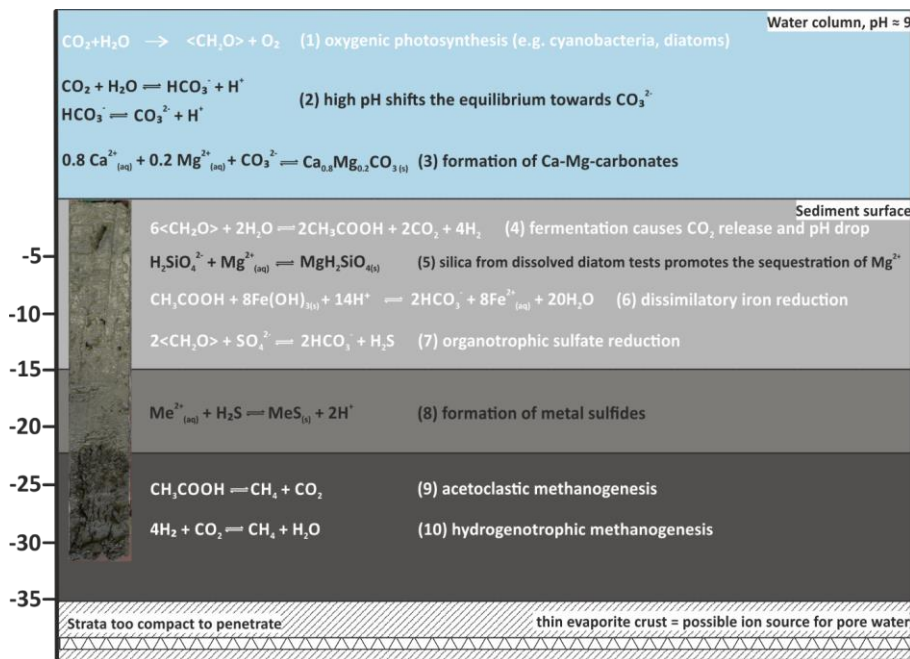 Water column, pH ≈ 9
CO₂+H₂O → <CH₂O> + O₂ (1) oxygenic photosynthesis (e.g. cyanobacteria, diatoms)
CO₂ + H₂O ⇌ HCO₃⁻ + H⁺
(2) high pH shifts the equilibrium towards CO₃²⁻
HCO₃⁻ ⇌ CO₃²⁻ + H⁺
0.8 Ca²⁺₍aq₎ + 0.2 Mg²⁺₍aq₎ + CO₃²⁻ ⇌ Ca₀.₈Mg₀.₂CO₃₍s₎ (3) formation of Ca-Mg-carbonates
Sediment surface
6<CH₂O> + 2H₂O ⇌ 2CH₃COOH + 2CO₂ + 4H₂ (4) fermentation causes CO₂ release and pH drop
-5
H₂SiO₄²⁻ + Mg²⁺₍aq₎ ⇌ MgH₂SiO₄₍s₎ (5) silica from dissolved diatom tests promotes the sequestration of Mg²⁺
CH₃COOH + 8Fe(OH)₃₍s₎ + 14H⁺ ⇌ 2HCO₃⁻ + 8Fe²⁺₍aq₎ + 20H₂O (6) dissimilatory iron reduction
-10
2<CH₂O> + SO₄²⁻ ⇌ 2HCO₃⁻ + H₂S (7) organotrophic sulfate reduction
-15
Me²⁺₍aq₎ + H₂S ⇌ MeS₍s₎ + 2H⁺ (8) formation of metal sulfides
-20
-25
CH₃COOH ⇌ CH₄ + CO₂ (9) acetoclastic methanogenesis
4H₂ + CO₂ ⇌ CH₄ + H₂O (10) hydrogenotrophic methanogenesis
-30
-35
Strata too compact to penetrate thin evaporite crust = possible ion source for pore water